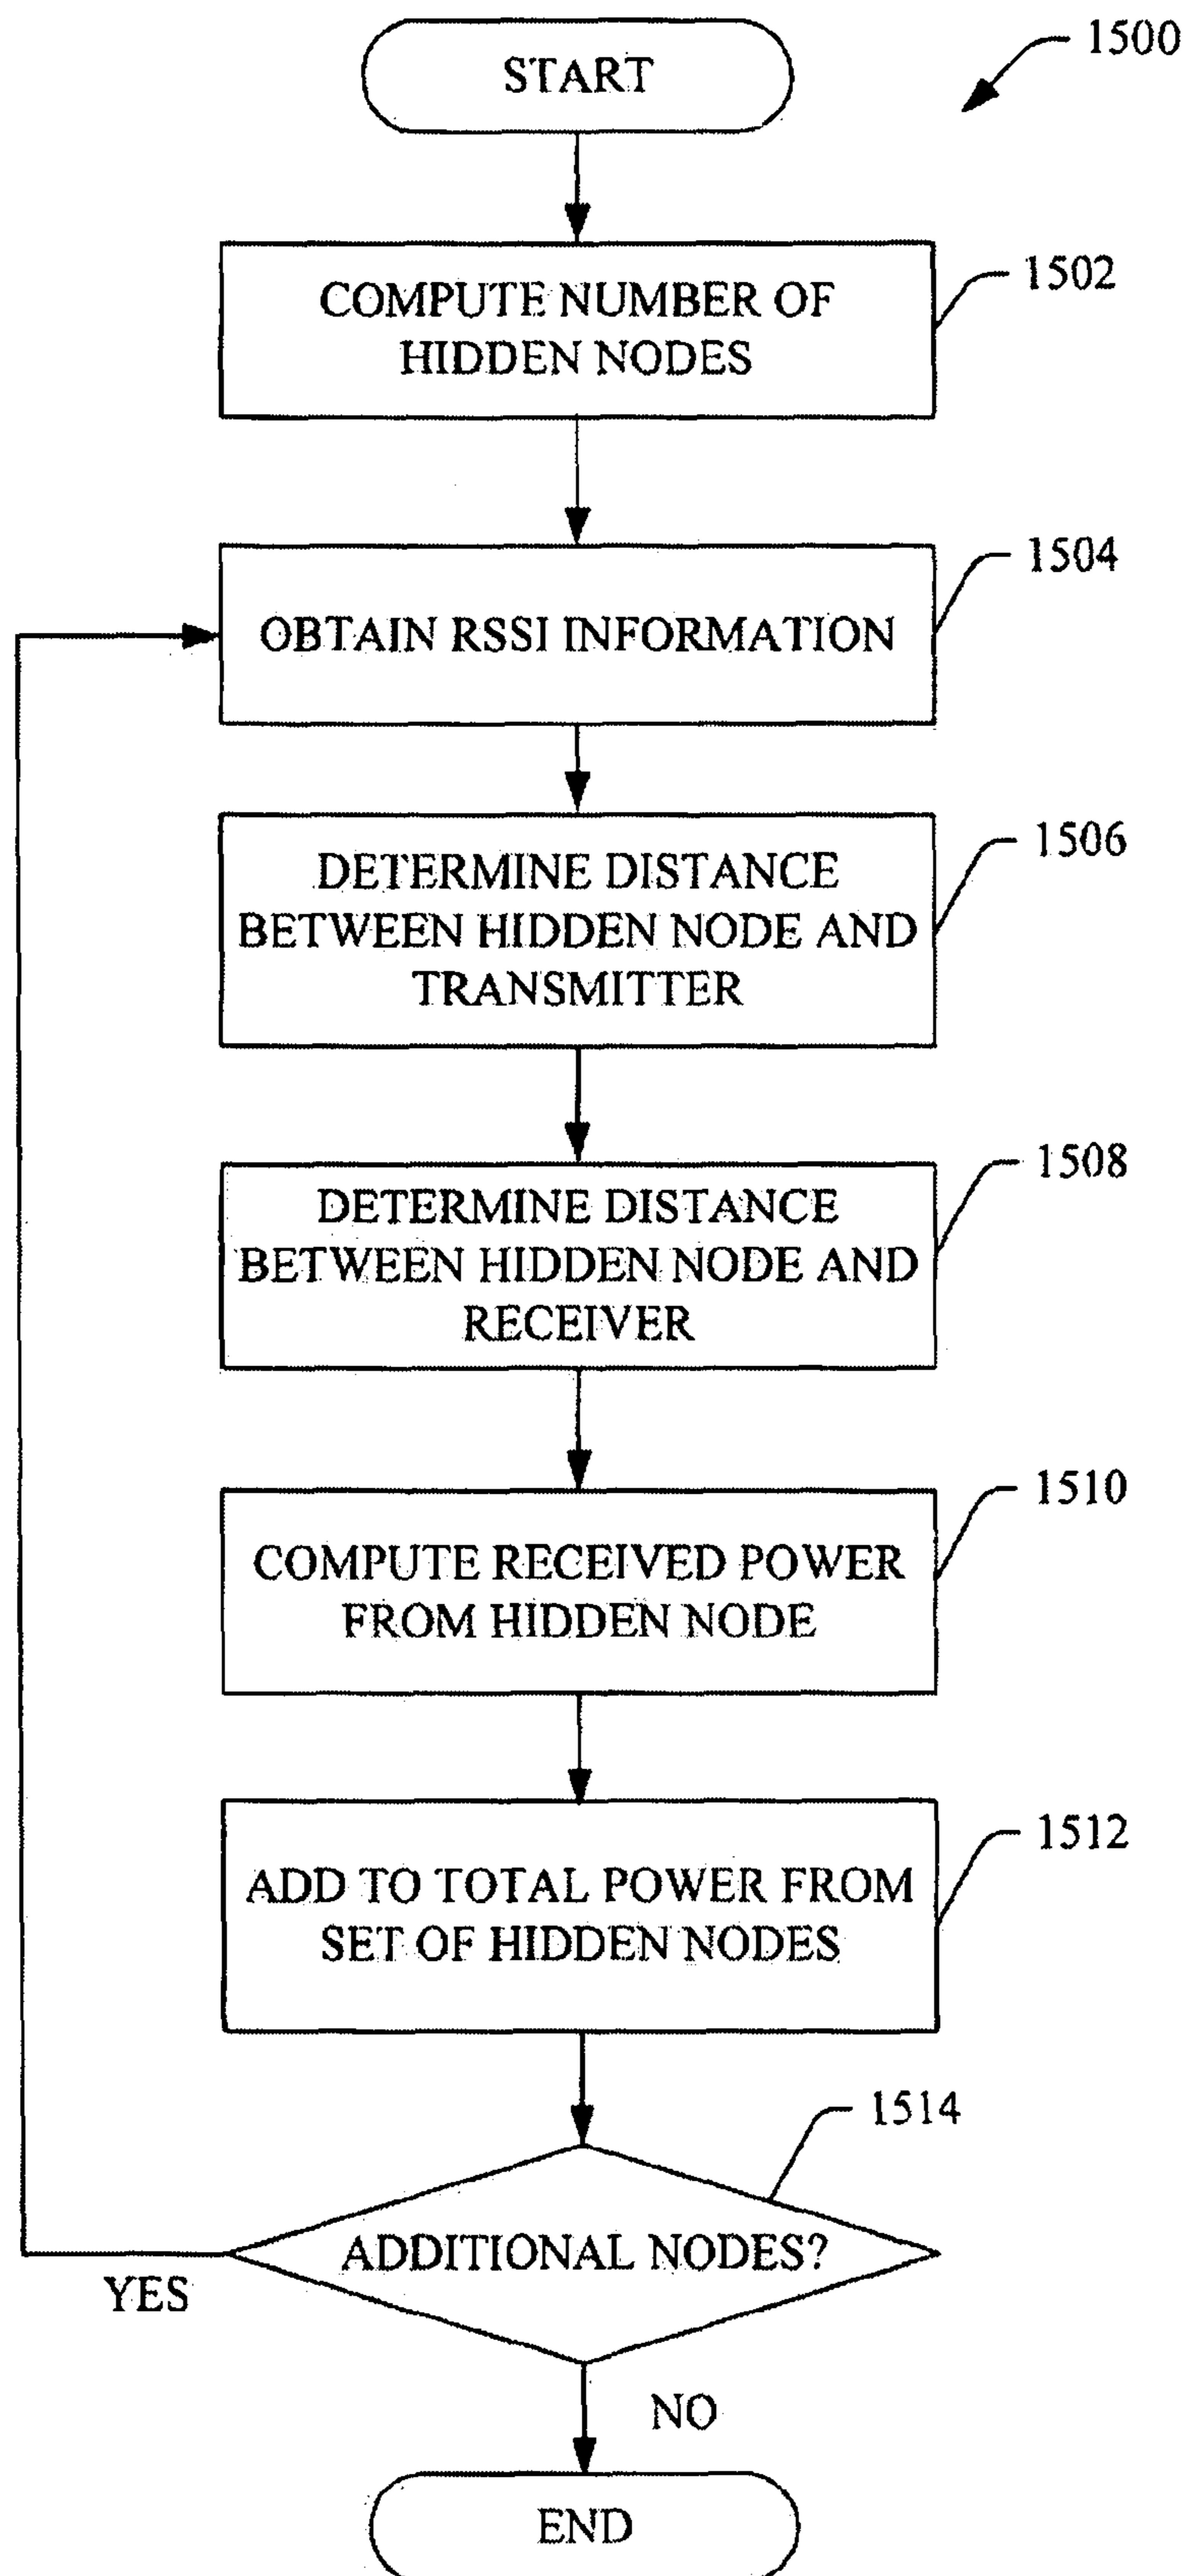 START
1500
COMPUTE NUMBER OF
HIDDEN NODES
1502
OBTAIN RSSI INFORMATION
1504
DETERMINE DISTANCE
BETWEEN HIDDEN NODE AND
TRANSMITTER
1506
DETERMINE DISTANCE
BETWEEN HIDDEN NODE AND
RECEIVER
1508
COMPUTE RECEIVED POWER
FROM HIDDEN NODE
1510
ADD TO TOTAL POWER FROM
SET OF HIDDEN NODES
1512
1514
ADDITIONAL NODES?
YES
NO
END